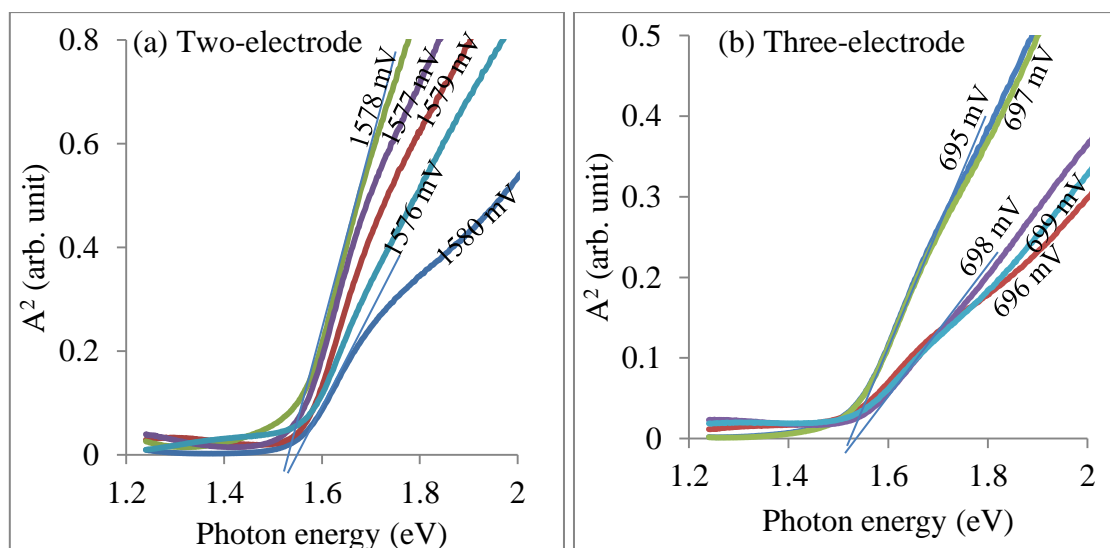 (a) Two-electrode
0.8
0.6
0.4
0.2
0
A² (arb. unit)
1578 mV
1577 mV
1579 mV
1576 mV
1580 mV
1.2
1.4
1.6
1.8
2
Photon energy (eV)
(b) Three-electrode
0.5
0.4
0.3
0.2
0.1
0
A² (arb. unit)
695 mV
697 mV
698 mV
699 mV
696 mV
1.2
1.4
1.6
1.8
2
Photon energy (eV)